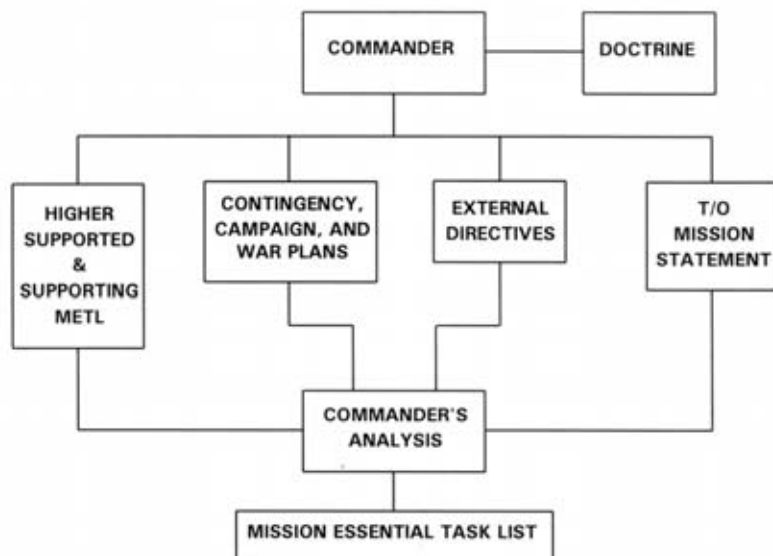 COMMANDER
DOCTRINE
HIGHER
SUPPORTED
&
SUPPORTING
METL
CONTINGENCY,
CAMPAIGN, AND
WAR PLANS
EXTERNAL
DIRECTIVES
T/O
MISSION
STATEMENT
COMMANDER'S
ANALYSIS
MISSION ESSENTIAL TASK LIST